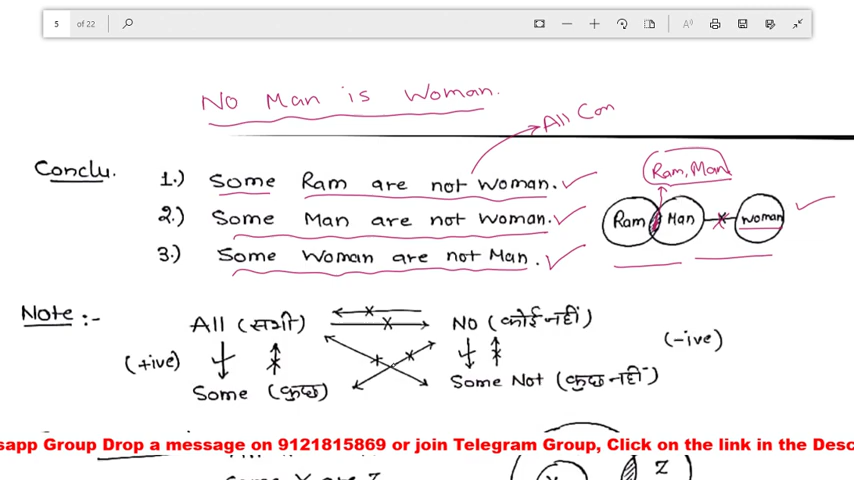 5 of 22
No Man is Woman.
All Con
Conclu.
1.) Some Ram are not Woman.
2.) Some Man are not Woman.
3.) Some Woman are not Man.
Ram, Man
Ram Man Woman
Note :-
All (सभी) No (कोई नहीं)
(+ive) (-ive)
Some (कुछ) Some Not (कुछ नहीं)
sapp Group Drop a message on 9121815869 or join Telegram Group, Click on the link in the Desc
Z